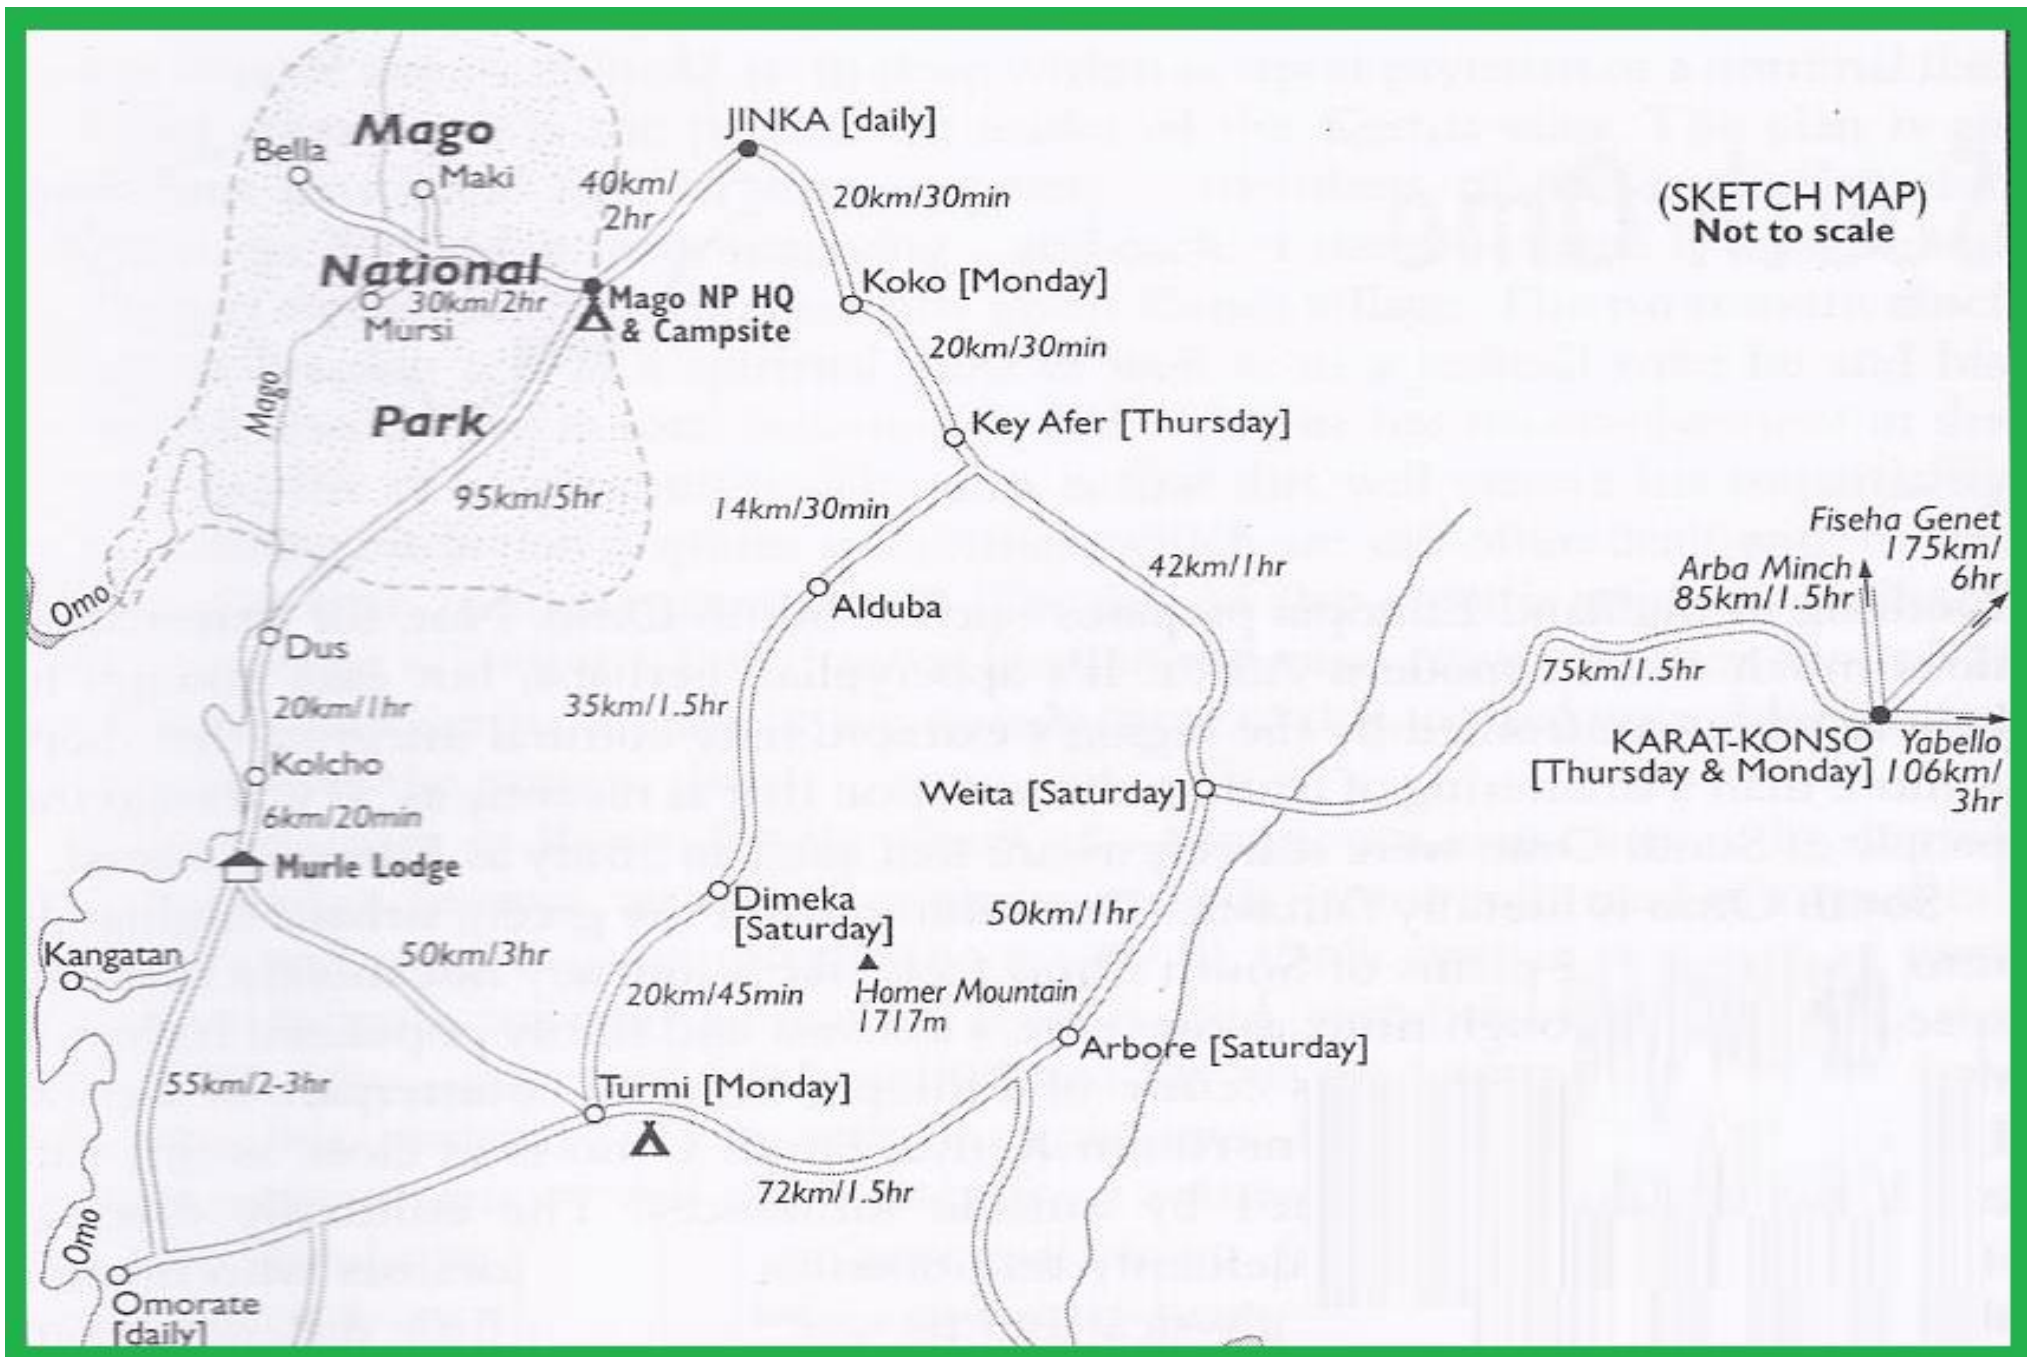 JINKA [daily]
Mago
Bella
Maki
40km/
2hr
20km/30min
(SKETCH MAP)
Not to scale
National
30km/2hr
Mursi
Mago NP HQ
& Campsite
Koko [Monday]
20km/30min
Mago
Park
Key Afer [Thursday]
95km/5hr
14km/30min
42km/1hr
Fiseha Genet
175km/
6hr
Arba Minch
85km/1.5hr
Omo
Alduba
Dus
75km/1.5hr
20km/1hr
35km/1.5hr
KARAT-KONSO
[Thursday & Monday]
Yabello
106km/
3hr
Kolcho
Weita [Saturday]
6km/20min
Murle Lodge
Dimeka
[Saturday]
50km/1hr
Kangatan
50km/3hr
20km/45min
Homer Mountain
1717m
Arbore [Saturday]
55km/2-3hr
Turmi [Monday]
72km/1.5hr
Omo
Omorate
[daily]